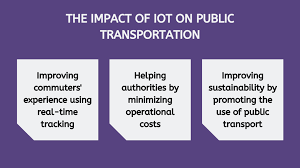 THE IMPACT OF IOT ON PUBLIC
TRANSPORTATION
Improving
commuters'
experience using
real-time
tracking
Helping
authorities by
minimizing
operational
costs
Improving
sustainability by
promoting the
use of public
transport